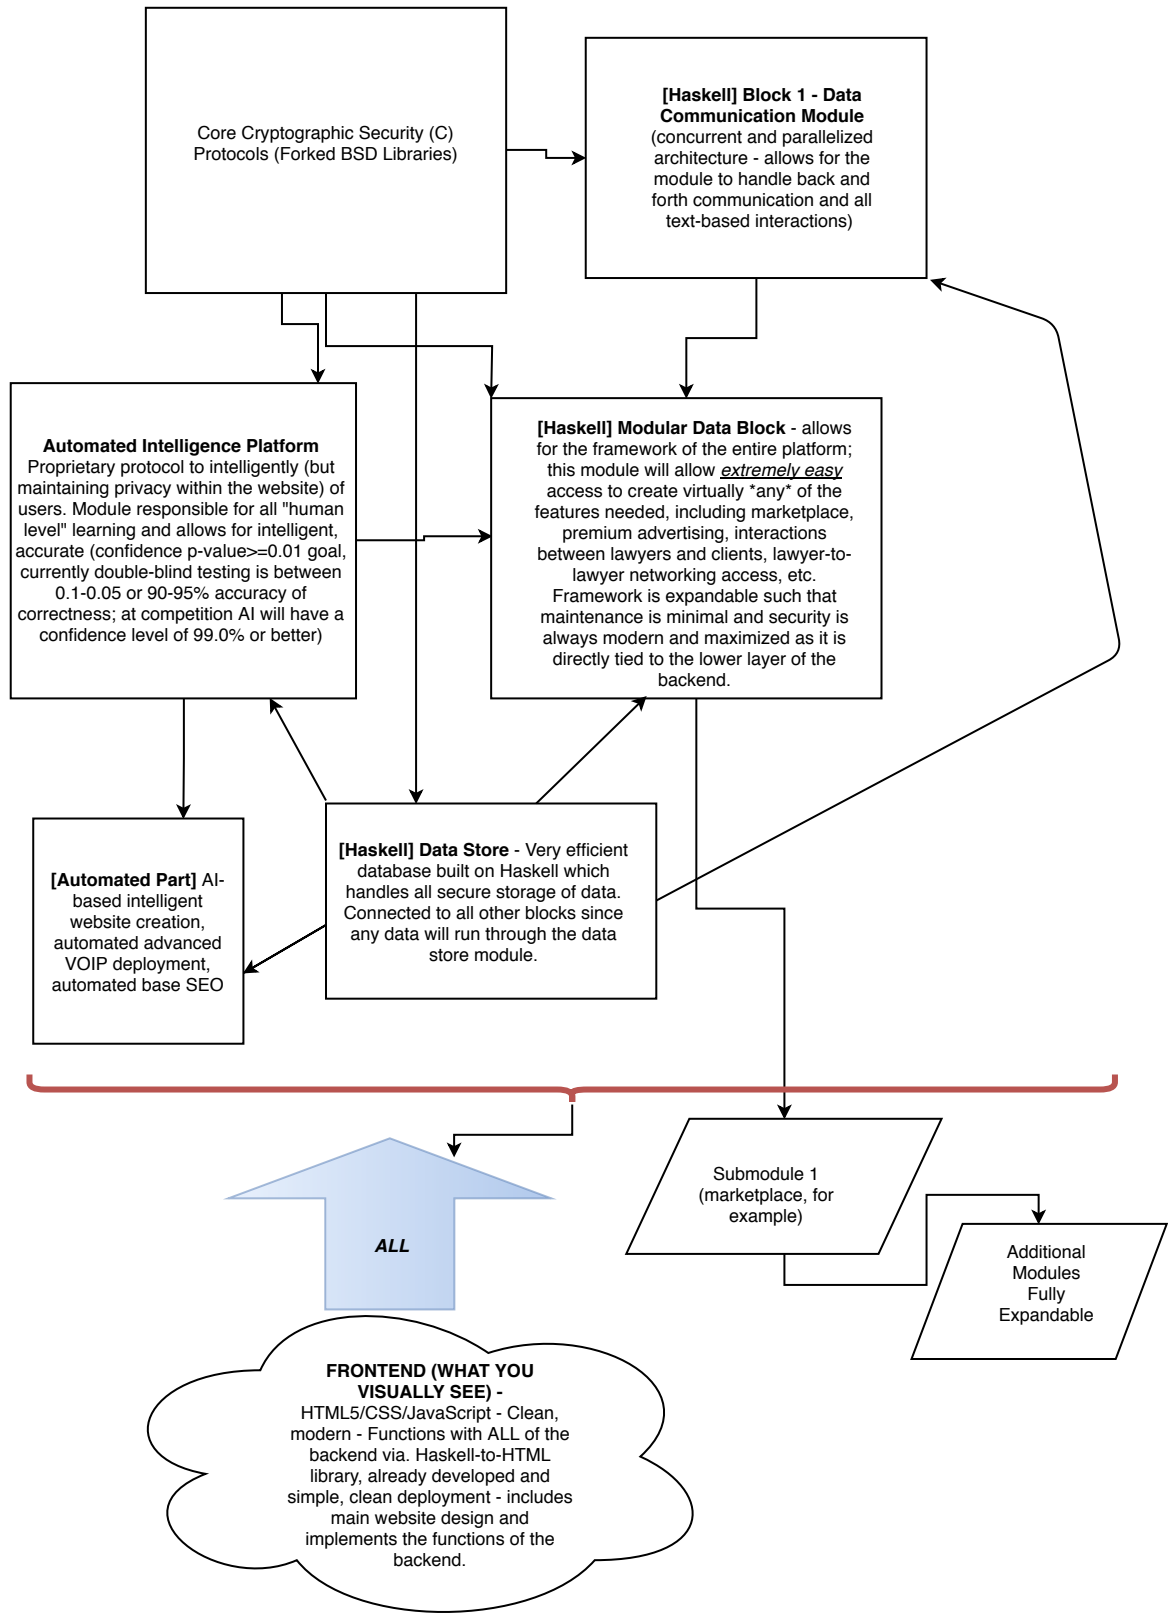 Core Cryptographic Security (C)
Protocols (Forked BSD Libraries)
[Haskell] Block 1 - Data
Communication Module
(concurrent and parallelized
architecture - allows for the
module to handle back and
forth communication and all
text-based interactions)
Automated Intelligence Platform
Proprietary protocol to intelligently (but
maintaining privacy within the website) of
users. Module responsible for all "human
level" learning and allows for intelligent,
accurate (confidence p-value>=0.01 goal,
currently double-blind testing is between
0.1-0.05 or 90-95% accuracy of
correctness; at competition AI will have a
confidence level of 99.0% or better)
[Haskell] Modular Data Block - allows
for the framework of the entire platform;
this module will allow extremely easy
access to create virtually *any* of the
features needed, including marketplace,
premium advertising, interactions
between lawyers and clients, lawyer-to-
lawyer networking access, etc.
Framework is expandable such that
maintenance is minimal and security is
always modern and maximized as it is
directly tied to the lower layer of the
backend.
[Automated Part] AI-
based intelligent
website creation,
automated advanced
VOIP deployment,
automated base SEO
[Haskell] Data Store - Very efficient
database built on Haskell which
handles all secure storage of data.
Connected to all other blocks since
any data will run through the data
store module.
Submodule 1
(marketplace, for
example)
Additional
Modules
Fully
Expandable
ALL
FRONTEND (WHAT YOU
VISUALLY SEE) -
HTML5/CSS/JavaScript - Clean,
modern - Functions with ALL of the
backend via. Haskell-to-HTML
library, already developed and
simple, clean deployment - includes
main website design and
implements the functions of the
backend.